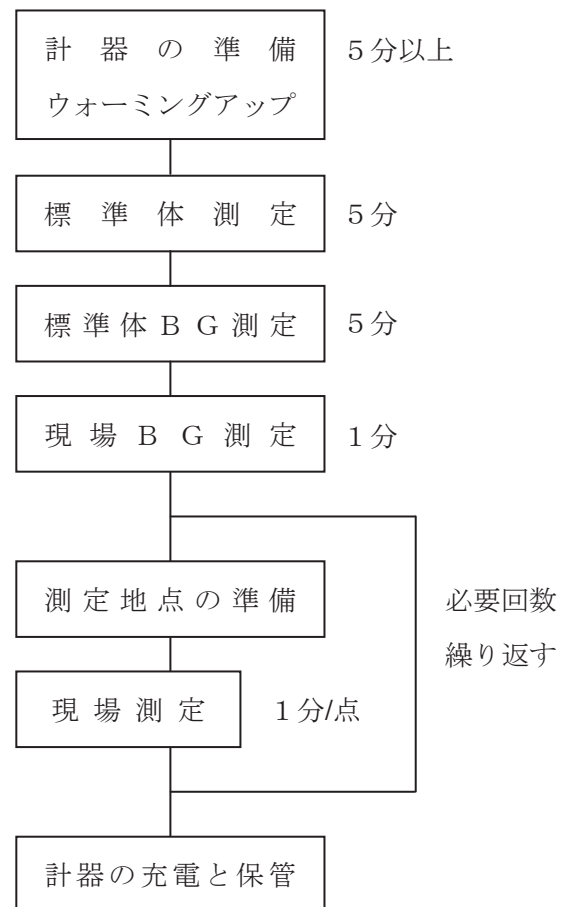 計器の準備 5分以上
ウォーミングアップ
標準体測定 5分
標準体BG測定 5分
現場BG測定 1分
測定地点の準備 必要回数
繰り返す
現場測定 1分/点
計器の充電と保管